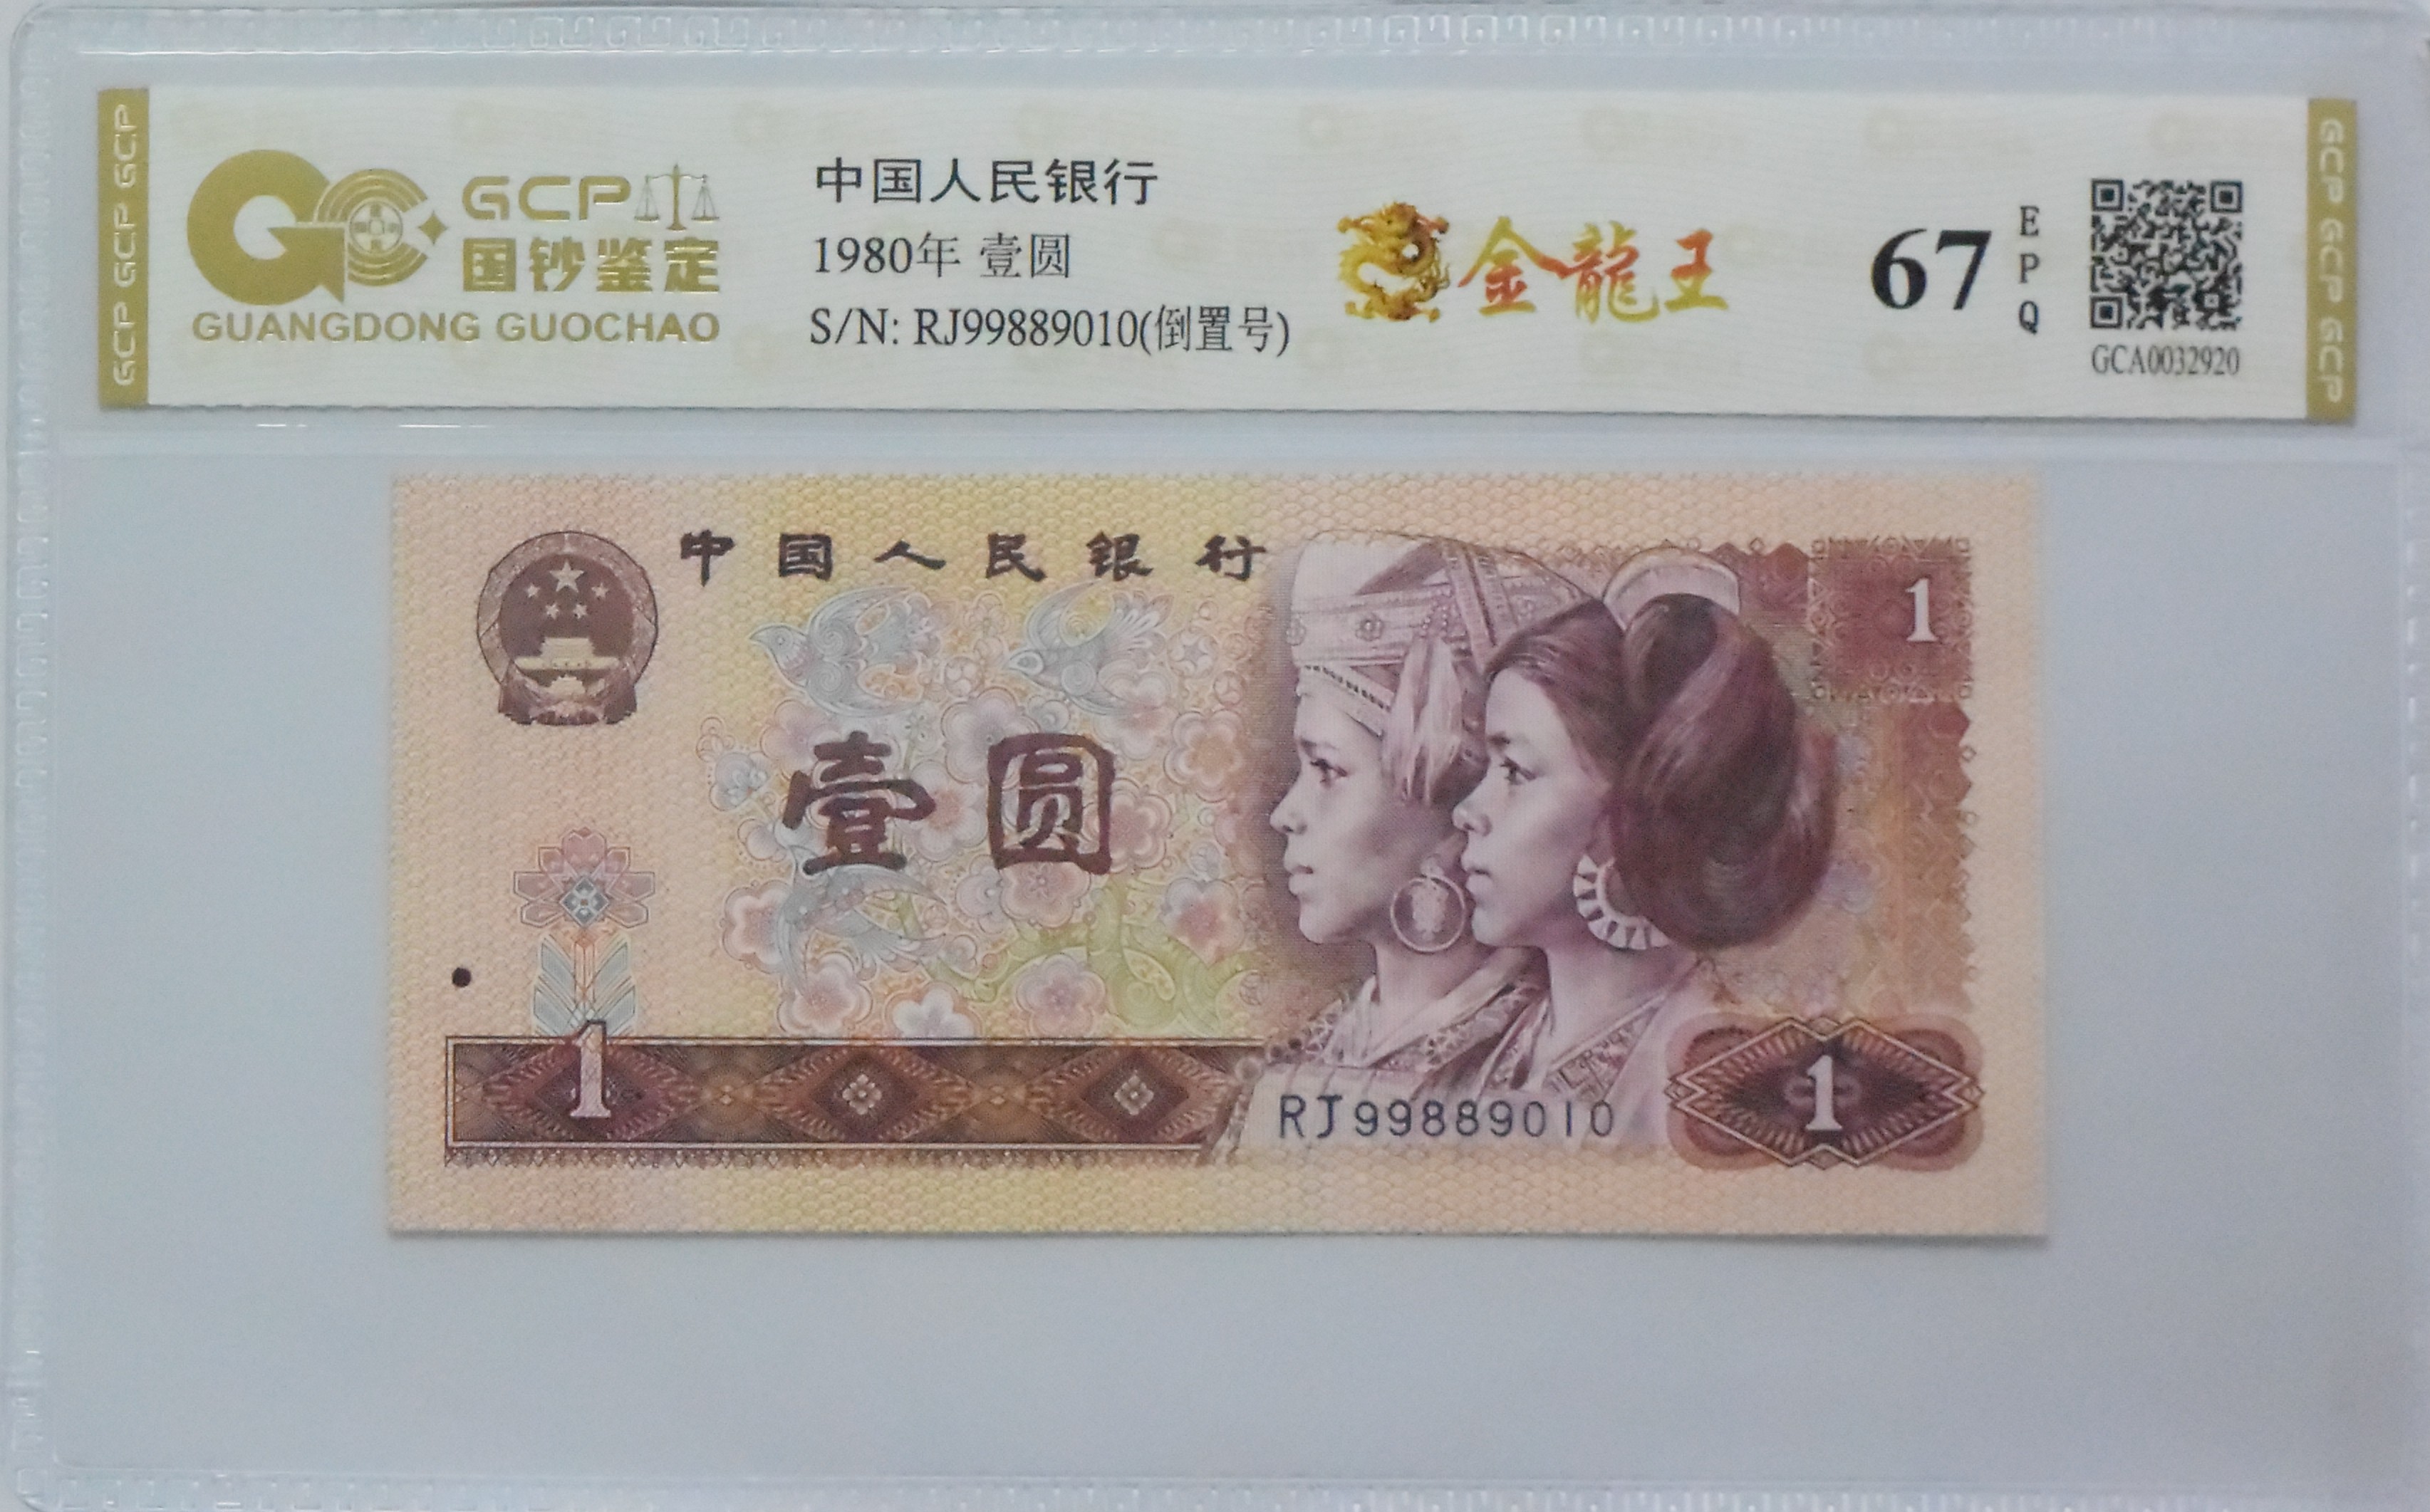 GCP GCP GCP
GCP
国钞鉴定
GUANGDONG GUOCHAO
中国人民银行
1980年 壹圆
S/N: RJ99889010(倒置号)
金龍王
67
E
P
Q
GCA0032920
GCP GCP GCP GCP
中国人民银行
1
壹圆
1
RJ99889010
1